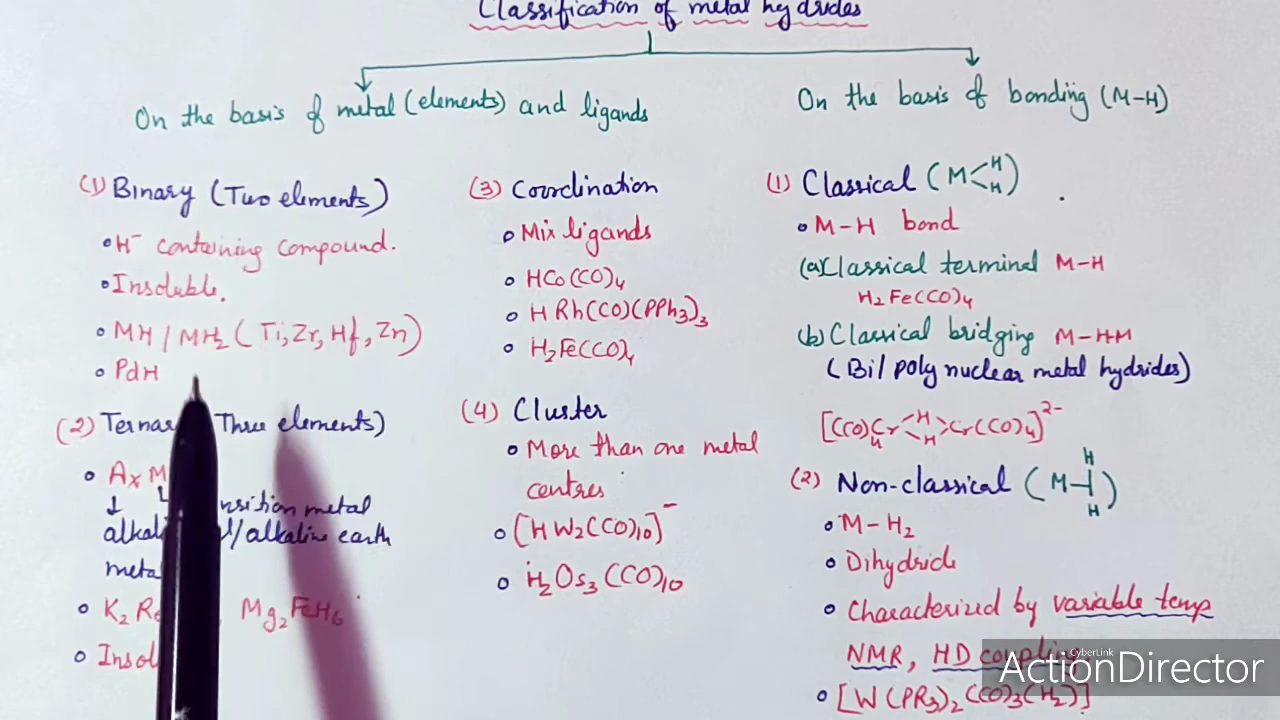 Classification of metal hydrides
On the basis of metal (elements) and ligands
(1) Binary (Two elements)
• H⁻ containing compound.
• Insoluble.
• MH / MH₂ (Ti, Zr, Hf, Zn)
• PdH
(2) Three elements)
• AₓM
↓ metal
/alkaline earth
• K₂Re Mg₂FeH₆
(3) Coordination
• Mix ligands
• HCo(CO)₄
• HRh(CO)(PPh₃)₃
• H₂Fe(CO)₄
(4) Cluster
• More than one metal
centres
• [HW₂(CO)₁₀]⁻
• H₂Os₃(CO)₁₀
On the basis of bonding (M-H)
(1) Classical (M<H H)
• M-H bond
(a) Classical terminal M-H
H₂Fe(CO)₄
(b) Classical bridging M-HM
(Bi/poly nuclear metal hydrides)
[(CO)₄Cr<H H>Cr(CO)₄]²⁻
(2) Non-classical (M-H H)
• M-H₂
• Dihydride
• Characterized by variable temp
NMR, HD coupling
• [W(PR₃)₂(CO)₃(H₂)]
CyberLink
ActionDirector